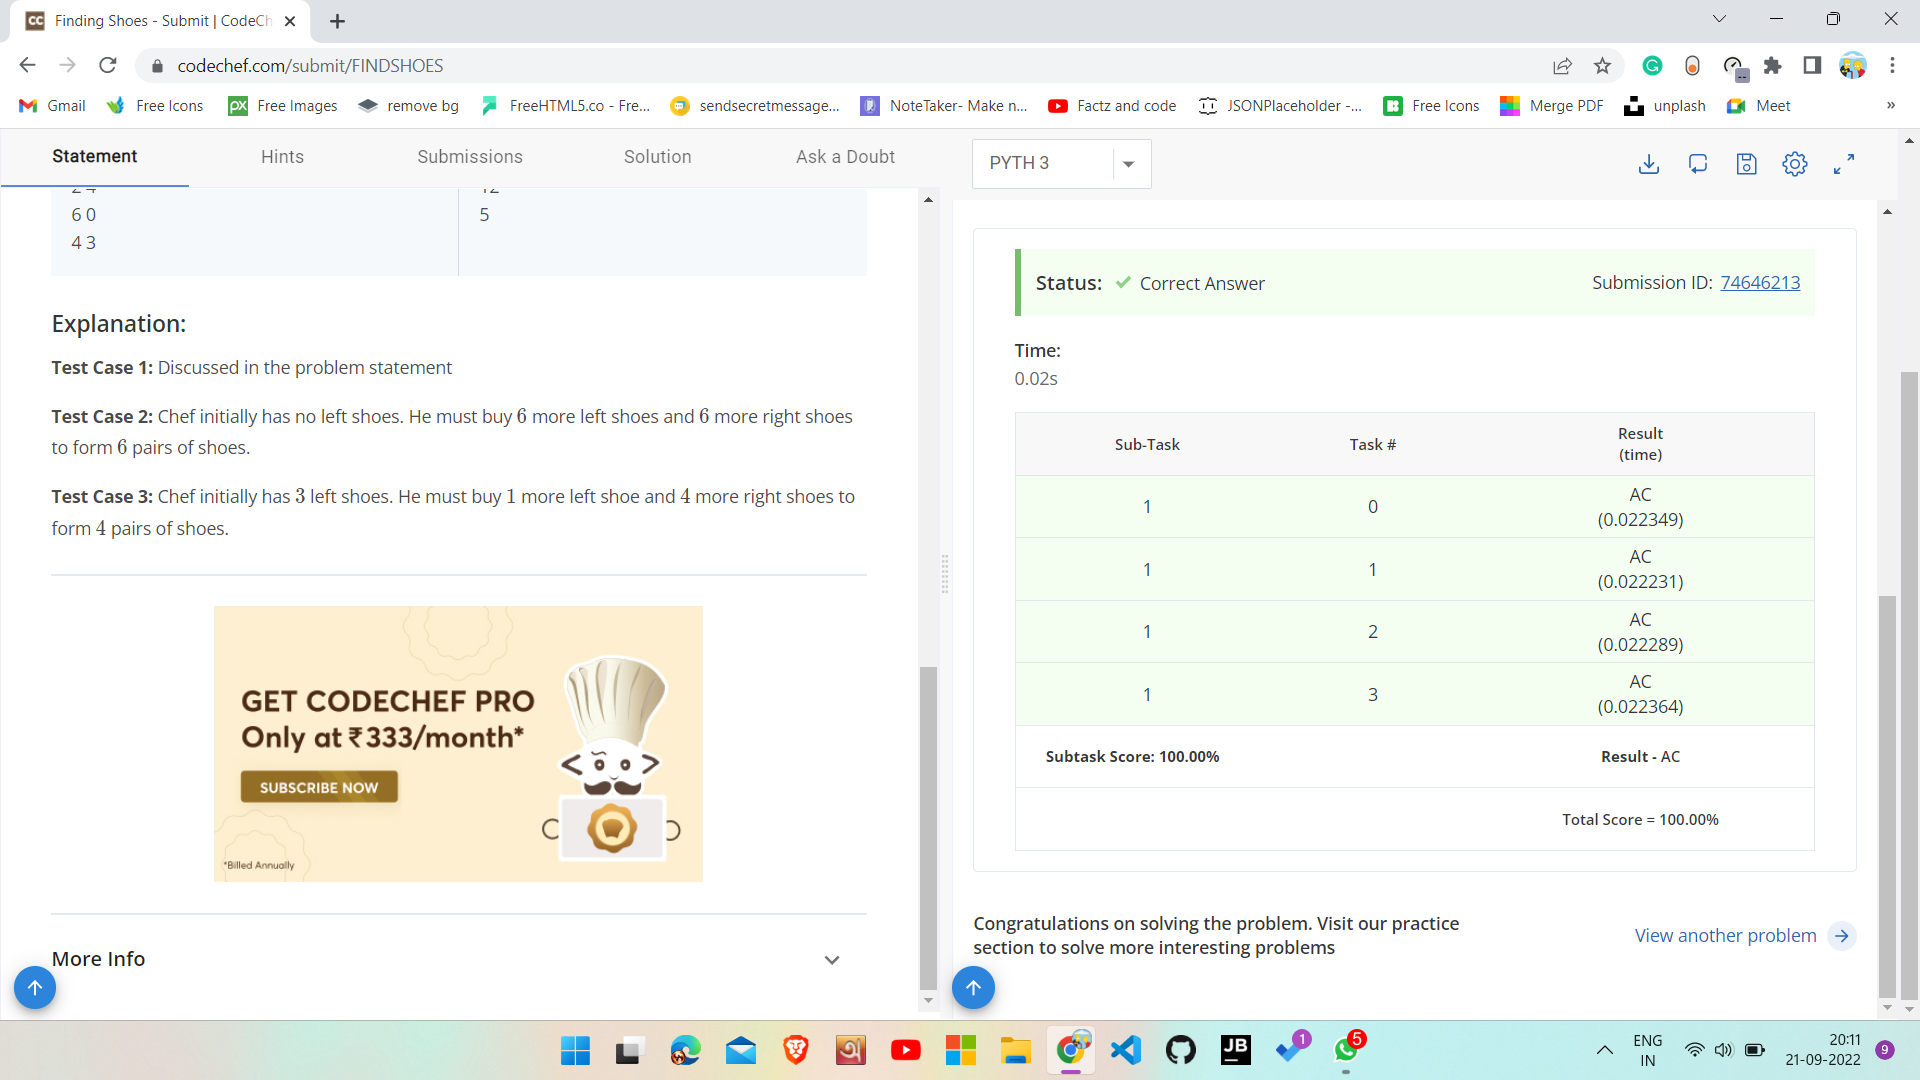 Finding Shoes - Submit | CodeCh
codechef.com/submit/FINDSHOES
Gmail
Free Icons
Free Images
remove bg
FreeHTML5.co - Fre...
sendsecretmessage...
NoteTaker- Make n...
Factz and code
JSONPlaceholder -...
Free Icons
Merge PDF
unplash
Meet
»
Statement
Hints
Submissions
Solution
Ask a Doubt
PYTH 3
2 4
12
6 0
5
4 3
Explanation:
Test Case 1: Discussed in the problem statement
Test Case 2: Chef initially has no left shoes. He must buy 6 more left shoes and 6 more right shoes
to form 6 pairs of shoes.
Test Case 3: Chef initially has 3 left shoes. He must buy 1 more left shoe and 4 more right shoes to
form 4 pairs of shoes.
GET CODECHEF PRO
Only at ₹333/month*
SUBSCRIBE NOW
*Billed Annually
More Info
Status: Correct Answer
Submission ID: 74646213
Time:
0.02s
Sub-Task Task # Result
(time)
1 0 AC
(0.022349)
1 1 AC
(0.022231)
1 2 AC
(0.022289)
1 3 AC
(0.022364)
Subtask Score: 100.00% Result - AC
Total Score = 100.00%
Congratulations on solving the problem. Visit our practice
section to solve more interesting problems
View another problem
JB
1
5
ENG
IN
20:11
21-09-2022
9